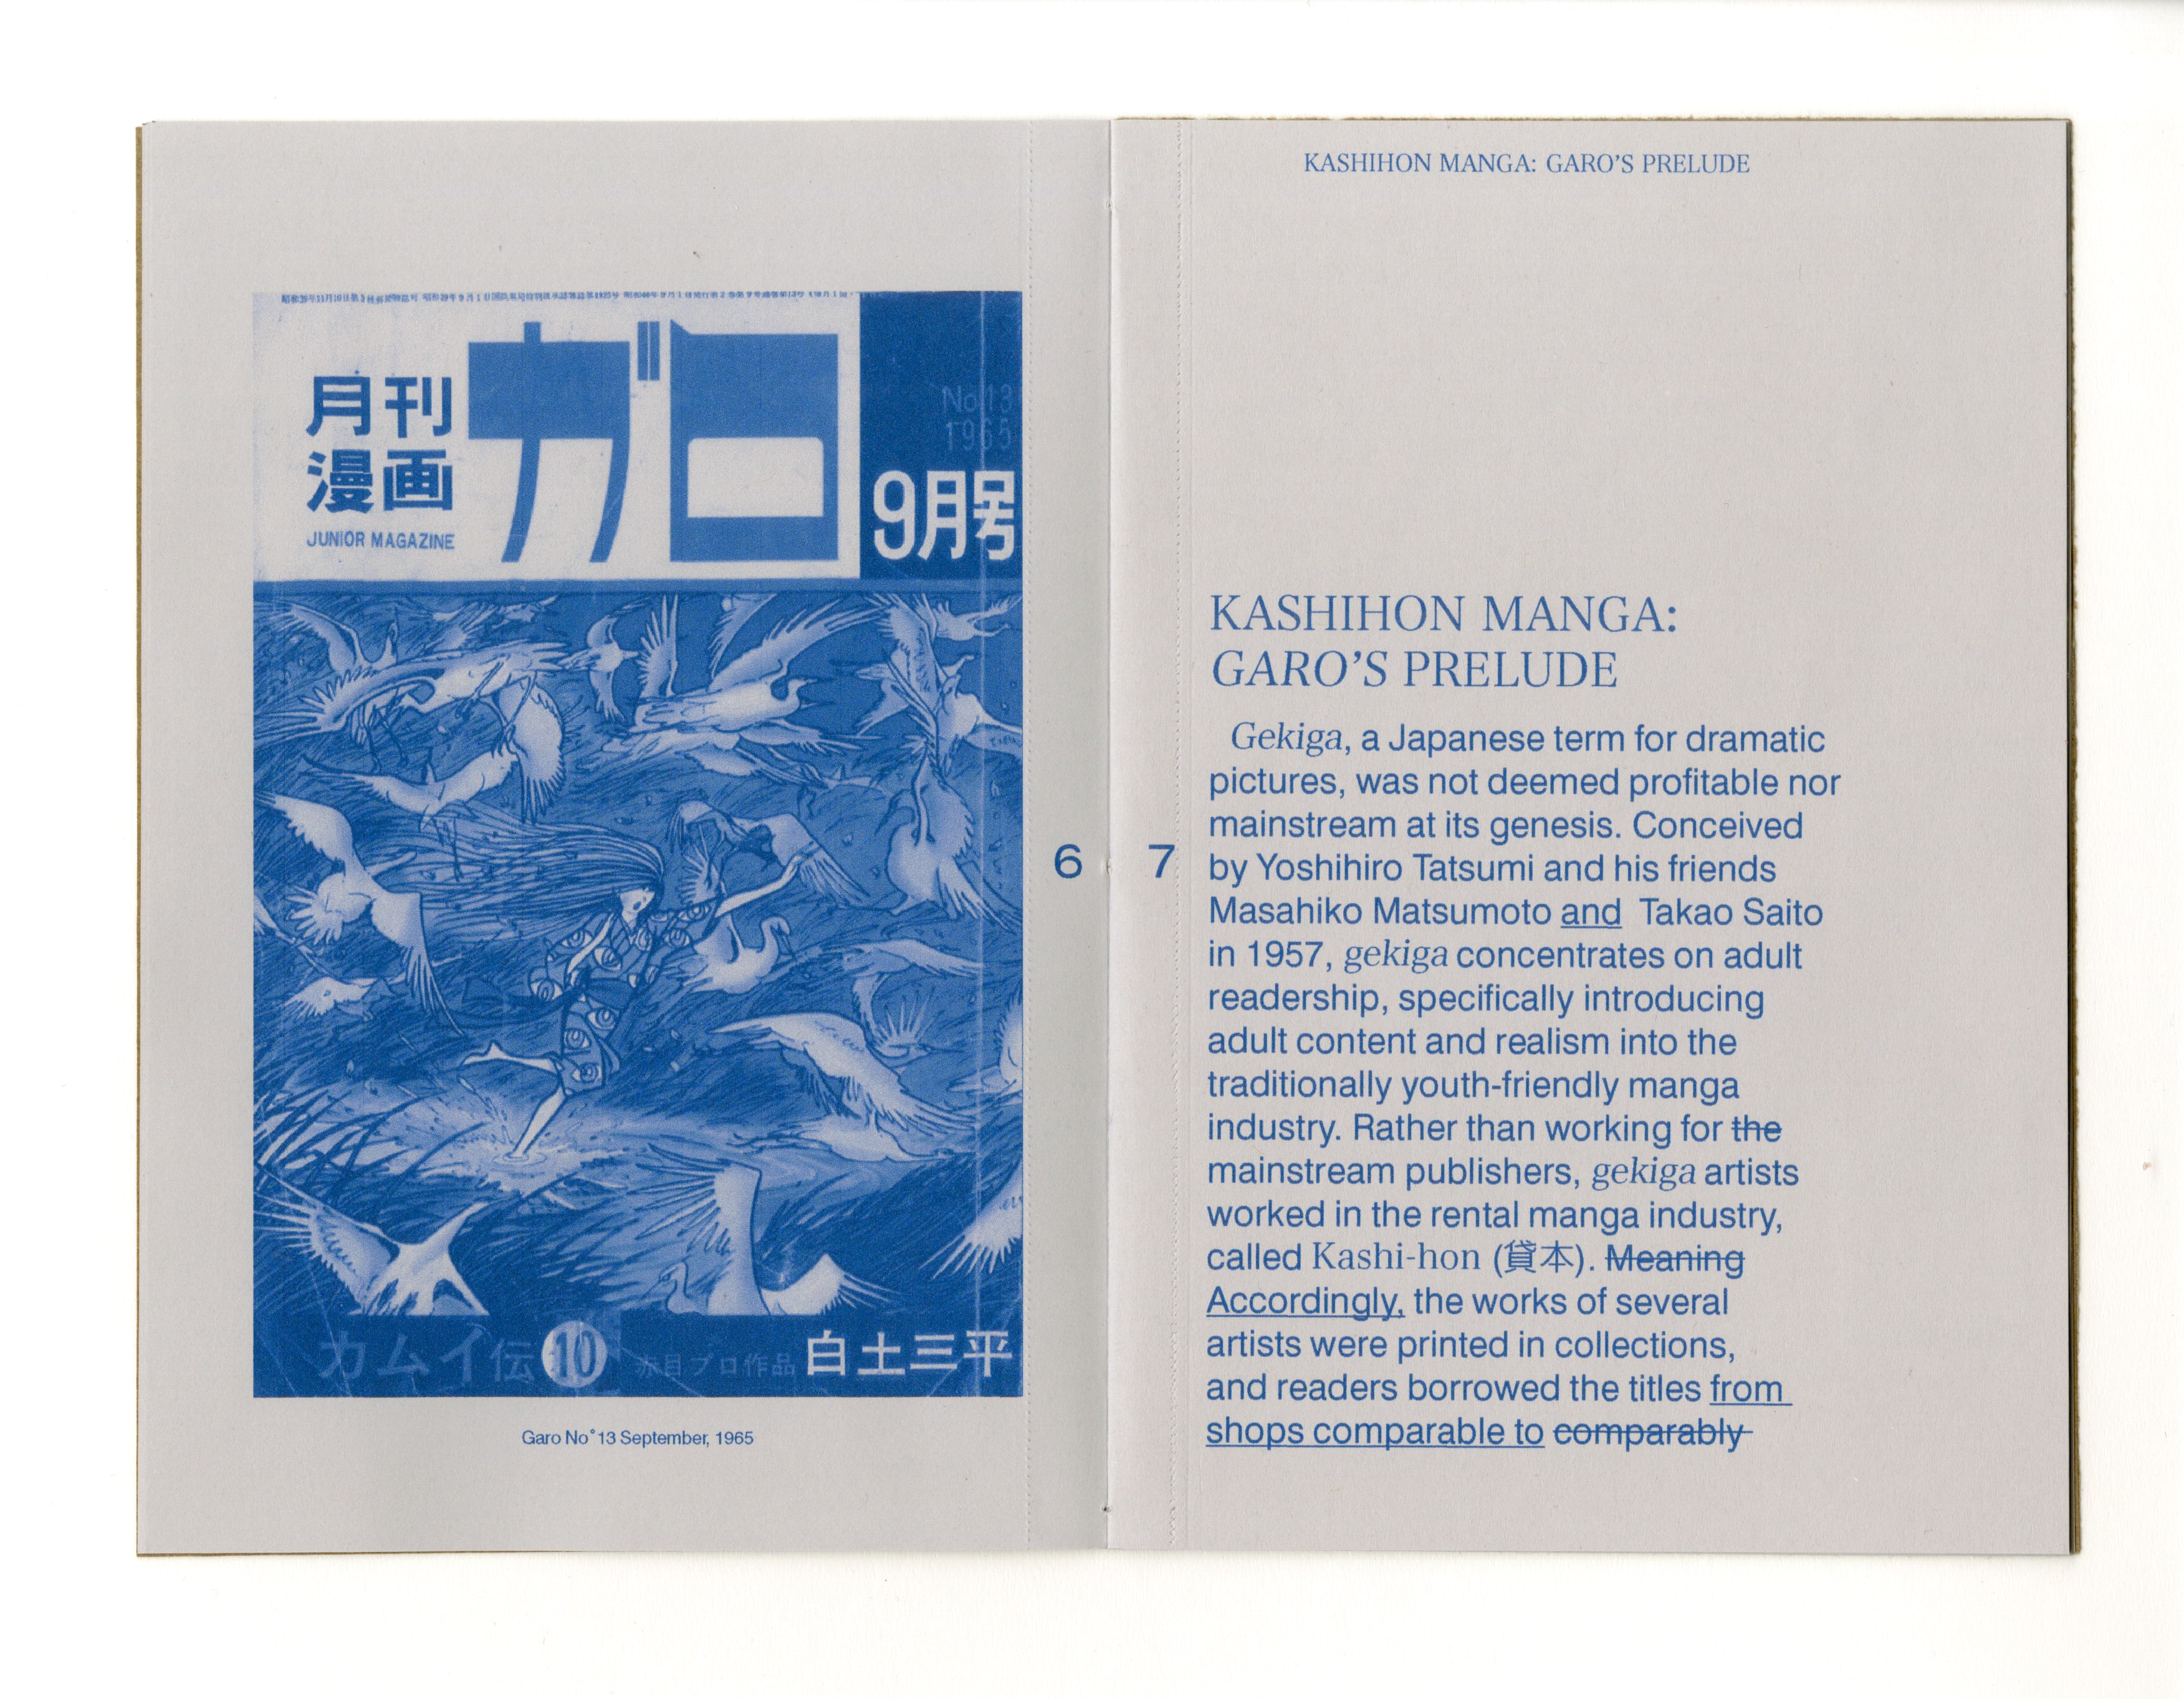 月刊
漫画
JUNIOR MAGAZINE
ガロ
No.13
1965
9月号
カムイ伝 10 赤目プロ作品 白土三平
Garo No°13 September, 1965
6
7
KASHIHON MANGA: GARO'S PRELUDE
KASHIHON MANGA:
GARO'S PRELUDE
Gekiga, a Japanese term for dramatic
pictures, was not deemed profitable nor
mainstream at its genesis. Conceived
by Yoshihiro Tatsumi and his friends
Masahiko Matsumoto and Takao Saito
in 1957, gekiga concentrates on adult
readership, specifically introducing
adult content and realism into the
traditionally youth-friendly manga
industry. Rather than working for the
mainstream publishers, gekiga artists
worked in the rental manga industry,
called Kashi-hon (貸本). Meaning
Accordingly, the works of several
artists were printed in collections,
and readers borrowed the titles from
shops comparable to comparably